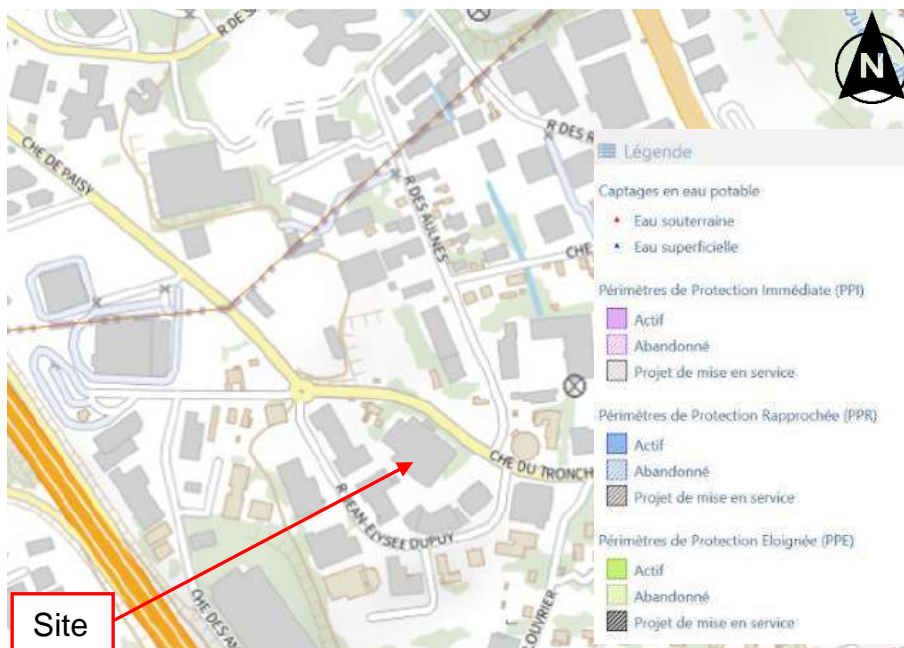 R DE S
N
CHE DE PAISY
R DES AULNES
R DES R
CHE
CHE DU TRONCH
R JEAN-ELYSEE DUPUY
CHE DES A
R OUVRIER
Site
Légende
Captages en eau potable
Eau souterraine
Eau superficielle
Périmètres de Protection Immédiate (PPI)
Actif
Abandonné
Projet de mise en service
Périmètres de Protection Rapprochée (PPR)
Actif
Abandonné
Projet de mise en service
Périmètres de Protection Eloignée (PPE)
Actif
Abandonné
Projet de mise en service